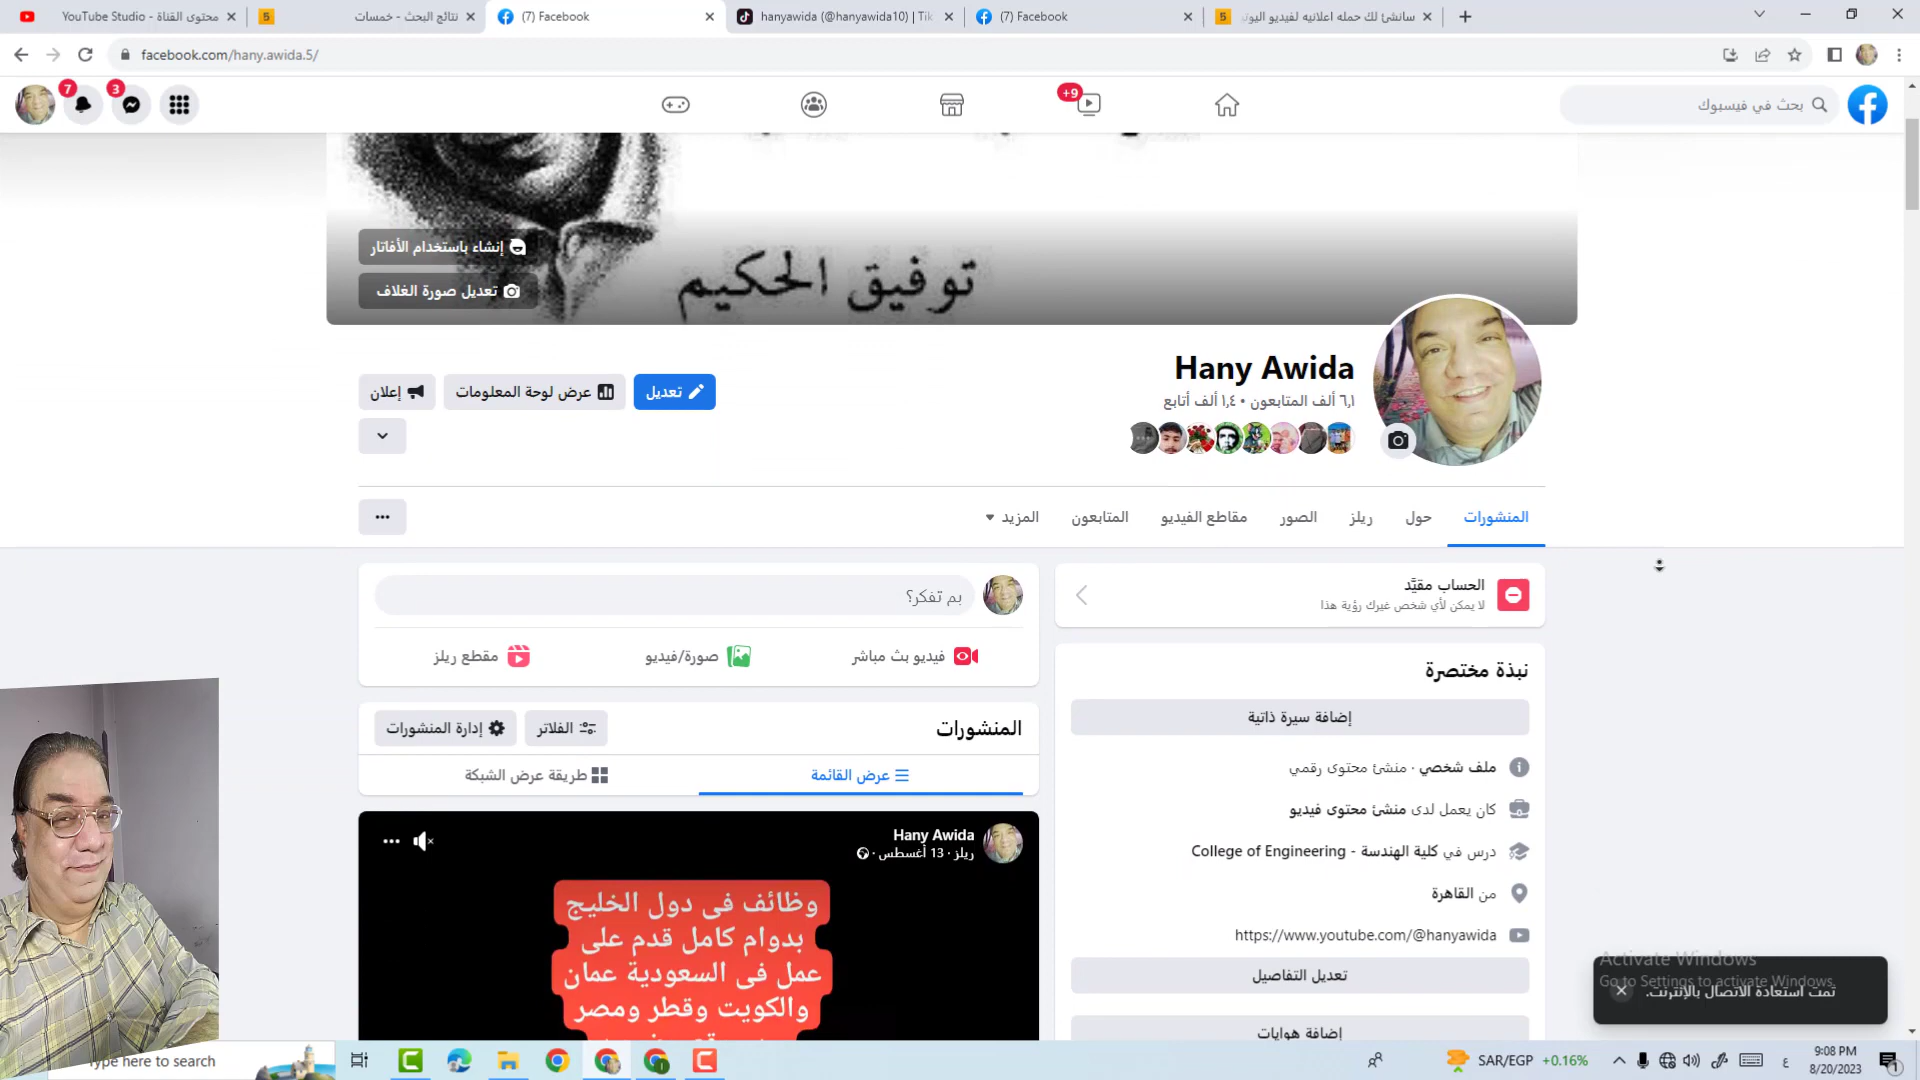 YouTube Studio - محتوى القناة
نتائج البحث - خمسات
(7) Facebook
hanyawida (@hanyawida10) | Tik
(7) Facebook
سانشئ لك حمله اعلانيه لفيديو اليوتي
facebook.com/hany.awida.5/
7
3
+9
بحث في فيسبوك
توفيق الحكيم
إنشاء باستخدام الأفاتار
تعديل صورة الغلاف
Hany Awida
٦,١ ألف المتابعون • ١,٤ ألف أتابع
تعديل
عرض لوحة المعلومات
إعلان
المنشورات
حول
ريلز
الصور
مقاطع الفيديو
المتابعون
المزيد
الحساب مقيَّد
لا يمكن لأي شخص غيرك رؤية هذا
بم تفكر؟
فيديو بث مباشر
صورة/فيديو
مقطع ريلز
نبذة مختصرة
إضافة سيرة ذاتية
ملف شخصي · منشئ محتوى رقمي
كان يعمل لدى منشئ محتوى فيديو
درس في كلية الهندسة - College of Engineering
من القاهرة
https://www.youtube.com/@hanyawida
تعديل التفاصيل
إضافة هوايات
المنشورات
الفلاتر
إدارة المنشورات
عرض القائمة
طريقة عرض الشبكة
Hany Awida
ريلز · 13 أغسطس ·
وظائف فى دول الخليج
بدوام كامل قدم على
عمل فى السعودية عمان
والكويت وقطر ومصر
Activate Windows
Go to Settings to activate Windows.
تمت استعادة الاتصال بالإنترنت.
Type here to search
SAR/EGP +0.16%
ع
9:08 PM
8/20/2023
1